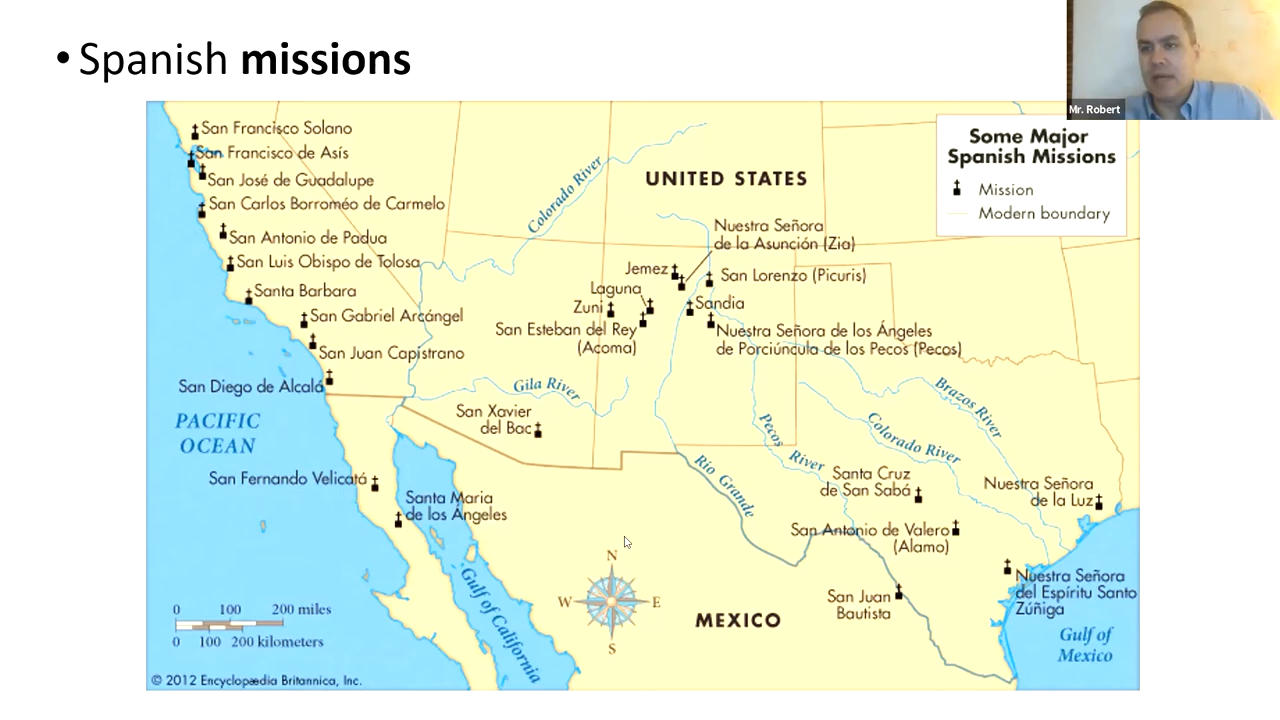 • Spanish missions
Mr. Robert
Some Major
Spanish Missions
Mission
Modern boundary
San Francisco Solano
San Francisco de Asís
San José de Guadalupe
San Carlos Borroméo de Carmelo
San Antonio de Padua
San Luis Obispo de Tolosa
Santa Barbara
San Gabriel Arcángel
San Juan Capistrano
San Diego de Alcalá
PACIFIC
OCEAN
Colorado River
UNITED STATES
Nuestra Señora
de la Asunción (Zia)
Jemez
San Lorenzo (Picuris)
Laguna
Zuni
Sandia
San Esteban del Rey
(Acoma)
Nuestra Señora de los Ángeles
de Porciúncula de los Pecos (Pecos)
Gila River
San Xavier
del Bac
Brazos River
Colorado River
Pecos River
Rio Grande
San Fernando Velicatá
Santa Maria
de los Ángeles
Santa Cruz
de San Sabá
Nuestra Señora
de la Luz
San Antonio de Valero
(Alamo)
Nuestra Señora
del Espíritu Santo
Zúñiga
San Juan
Bautista
Gulf of California
N
W
E
S
MEXICO
Gulf of
Mexico
0 100 200 miles
0 100 200 kilometers
© 2012 Encyclopædia Britannica, Inc.